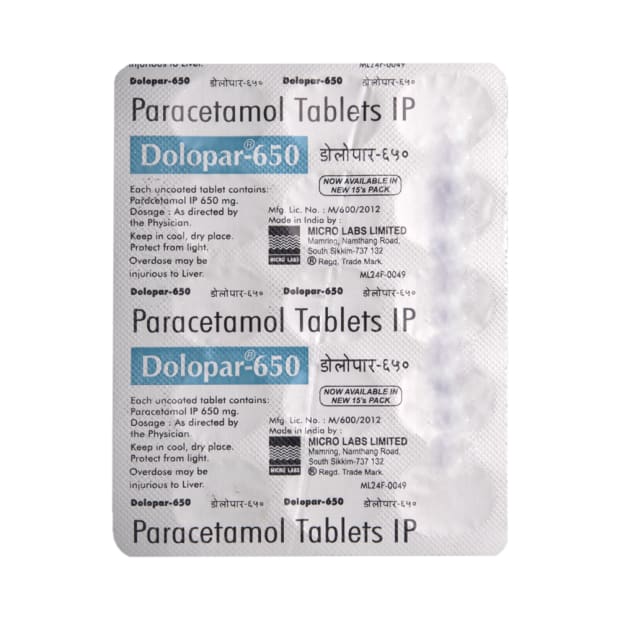 injurious to Liver. ML24F-0049
Dolopar-650 डोलोपार-६५० Dolopar-650 डोलोपार-६५०
Paracetamol Tablets IP
Dolopar®-650 डोलोपार-६५०
NOW AVAILABLE IN
NEW 15's PACK
Each uncoated tablet contains:
Paracetamol IP 650 mg.
Dosage : As directed by
the Physician.
Keep in cool, dry place.
Protect from light.
Overdose may be
injurious to Liver.
Mfg. Lic. No. : M/600/2012
Made in India by :
MICRO LABS
MICRO LABS LIMITED
Mamring, Namthang Road,
South Sikkim-737 132
® Regd. Trade Mark.
ML24F-0049
Dolopar-650 डोलोपार-६५० Dolopar-650 डोलोपार-६५०
Paracetamol Tablets IP
Dolopar®-650 डोलोपार-६५०
NOW AVAILABLE IN
NEW 15's PACK
Each uncoated tablet contains:
Paracetamol IP 650 mg.
Dosage : As directed by
the Physician.
Keep in cool, dry place.
Protect from light.
Overdose may be
injurious to Liver.
Mfg. Lic. No. : M/600/2012
Made in India by :
MICRO LABS
MICRO LABS LIMITED
Mamring, Namthang Road,
South Sikkim-737 132
® Regd. Trade Mark.
ML24F-0049
Dolopar-650 डोलोपार-६५० Dolopar-650 डोलोपार-६५०
Paracetamol Tablets IP